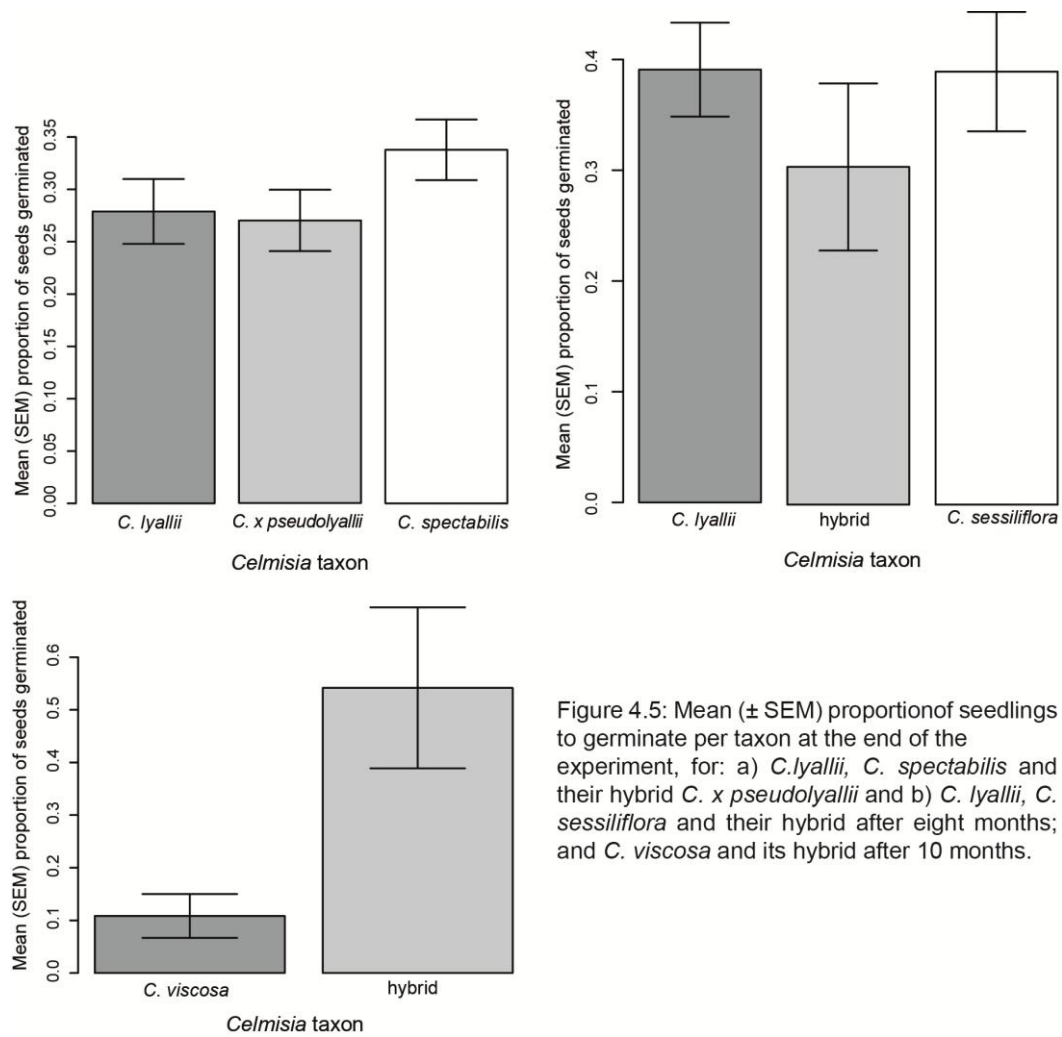 Mean (SEM) proportion of seeds germinated
0.35
0.30
0.25
0.20
0.15
0.10
0.05
0.00
C. lyallii
C. x pseudolyallii
C. spectabilis
Celmisia taxon
Mean (SEM) proportion of seeds germinated
0.4
0.3
0.2
0.1
0.0
C. lyallii
hybrid
C. sessiliflora
Celmisia taxon
Mean (SEM) proportion of seeds germinated
0.6
0.5
0.4
0.3
0.2
0.1
0.0
C. viscosa
hybrid
Celmisia taxon
Figure 4.5: Mean (± SEM) proportionof seedlings
to germinate per taxon at the end of the
experiment, for: a) C.lyallii, C. spectabilis and
their hybrid C. x pseudolyallii and b) C. lyallii, C.
sessiliflora and their hybrid after eight months;
and C. viscosa and its hybrid after 10 months.